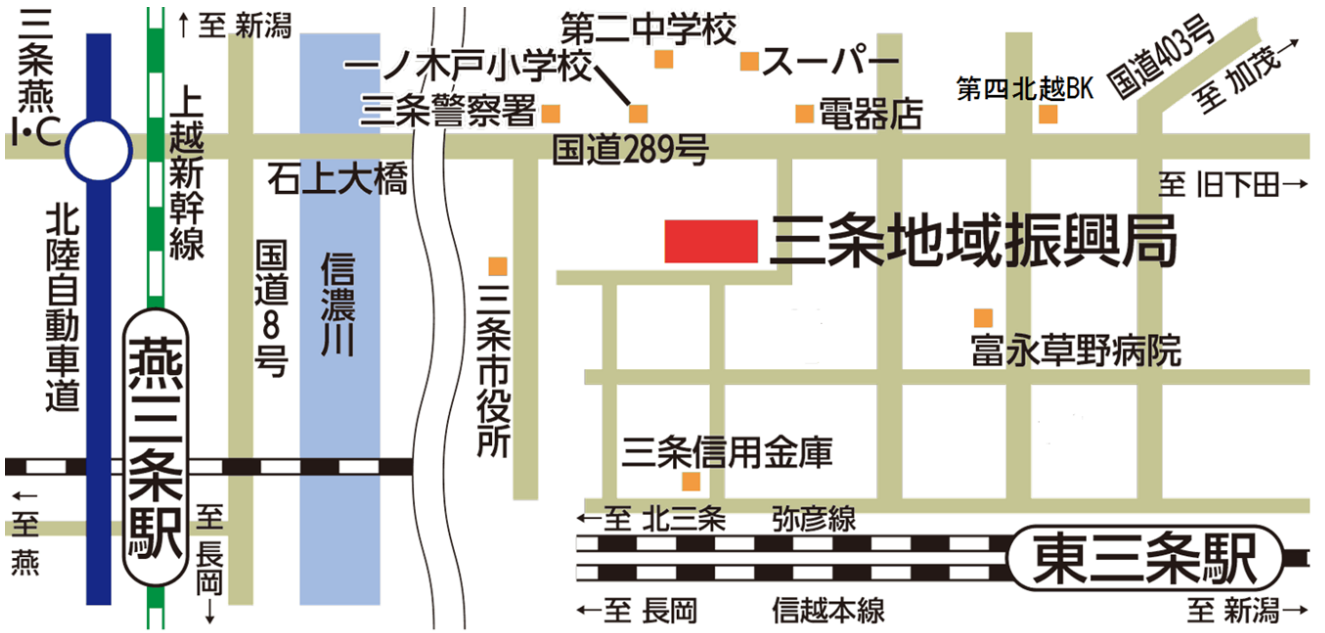 三条燕
I・C
↑至 新潟
上越新幹線
北陸自動車道
燕三条駅
国道8号
石上大橋
信濃川
←至 燕
至 長岡↓
第二中学校
一ノ木戸小学校
スーパー
三条警察署
電器店
国道289号
第四北越BK
国道403号
至 加茂→
至 旧下田→
三条地域振興局
三条市役所
富永草野病院
三条信用金庫
←至 北三条
弥彦線
東三条駅
←至 長岡
信越本線
至 新潟→